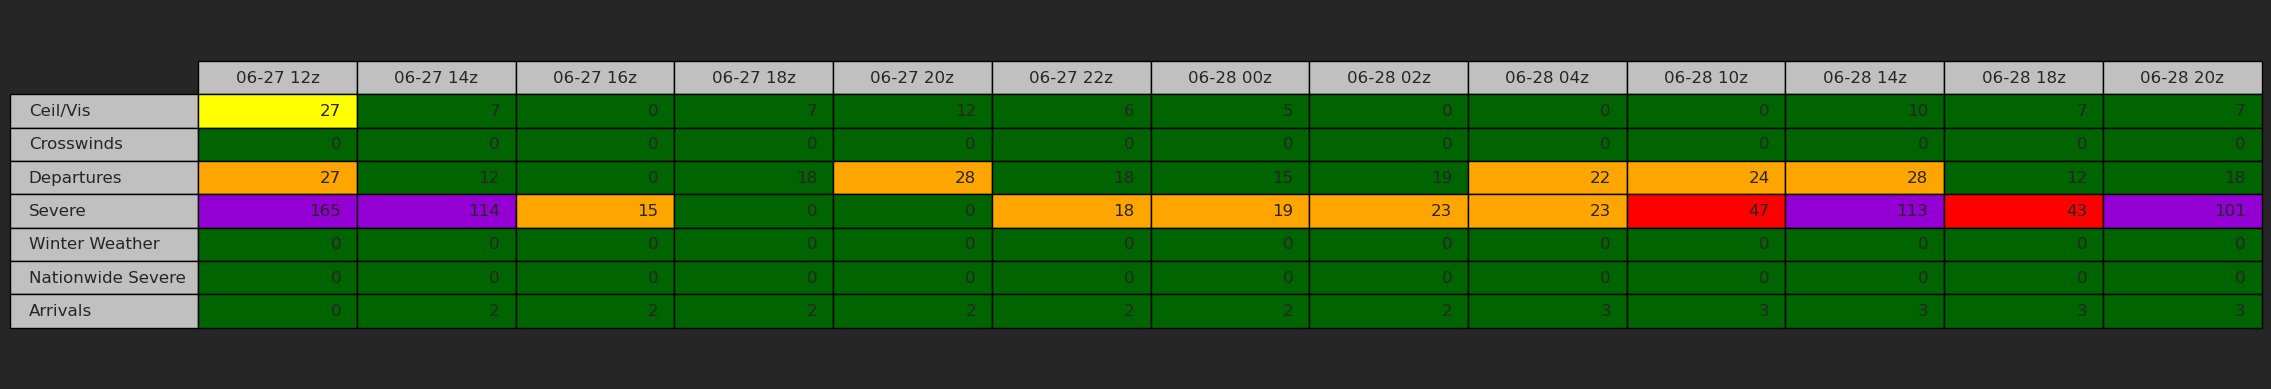 06-27 12z 06-27 14z 06-27 16z 06-27 18z 06-27 20z 06-27 22z 06-28 00z 06-28 02z 06-28 04z 06-28 10z 06-28 14z 06-28 18z 06-28 20z
Ceil/Vis 27 7 0 7 12 6 5 0 0 0 10 7 7
Crosswinds 0 0 0 0 0 0 0 0 0 0 0 0 0
Departures 27 12 0 18 28 18 15 19 22 24 28 12 18
Severe 165 114 15 0 0 18 19 23 23 47 113 43 101
Winter Weather 0 0 0 0 0 0 0 0 0 0 0 0 0
Nationwide Severe 0 0 0 0 0 0 0 0 0 0 0 0 0
Arrivals 0 2 2 2 2 2 2 2 3 3 3 3 3